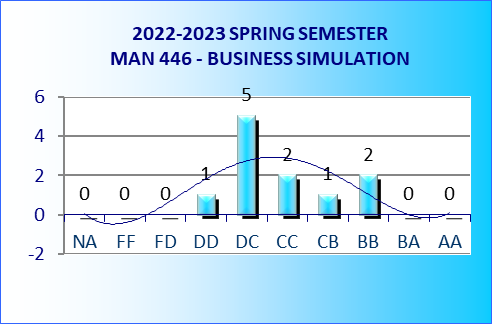 2022-2023 SPRING SEMESTER
MAN 446 - BUSINESS SIMULATION
6
4
2
0
-2
0 0 0 1 5 2 1 2 0 0
NA FF FD DD DC CC CB BB BA AA